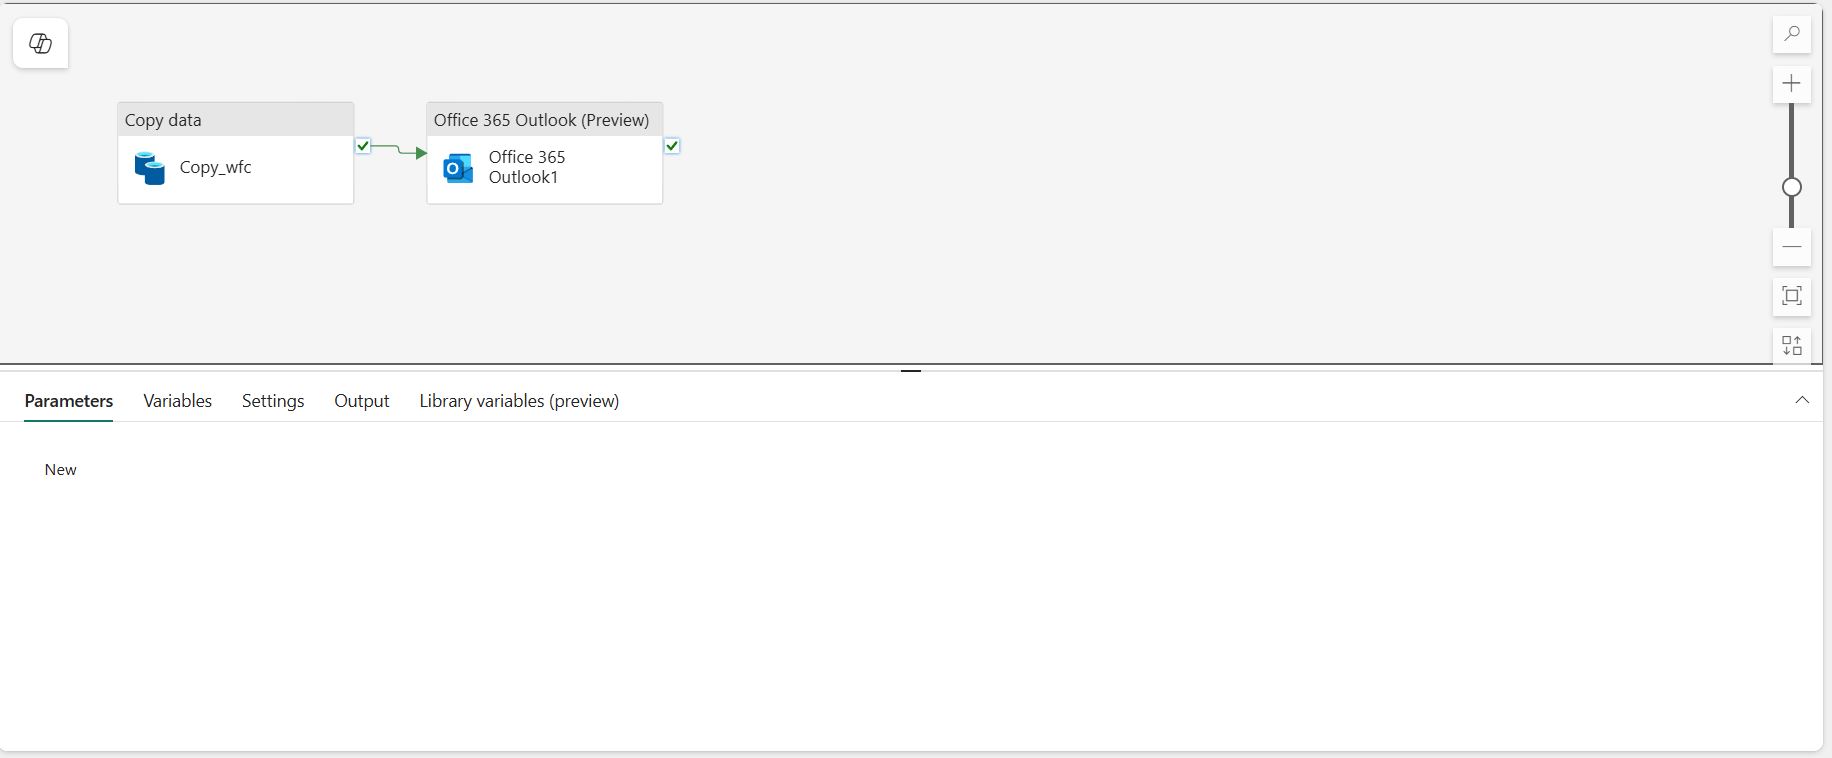 Copy data
Copy_wfc
Office 365 Outlook (Preview)
Office 365
Outlook1
Parameters
Variables
Settings
Output
Library variables (preview)
New